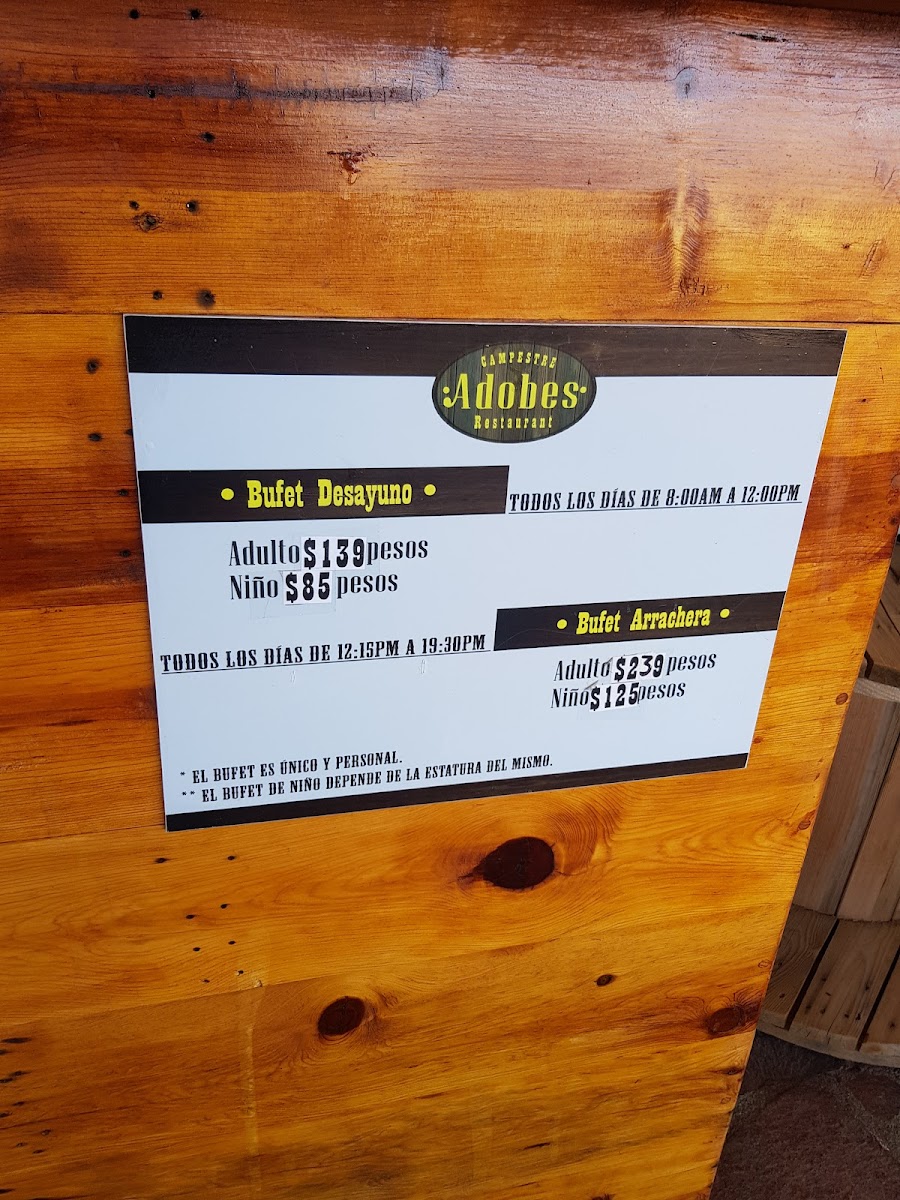 CAMPESTRE
Adobes
Restaurant
• Bufet Desayuno •
TODOS LOS DÍAS DE 8:00AM A 12:00PM
Adulto $139 pesos
Niño $85 pesos
• Bufet Arrachera •
TODOS LOS DÍAS DE 12:15PM A 19:30PM
Adulto $239 pesos
Niño $125 pesos
* EL BUFET ES ÚNICO Y PERSONAL.
** EL BUFET DE NIÑO DEPENDE DE LA ESTATURA DEL MISMO.